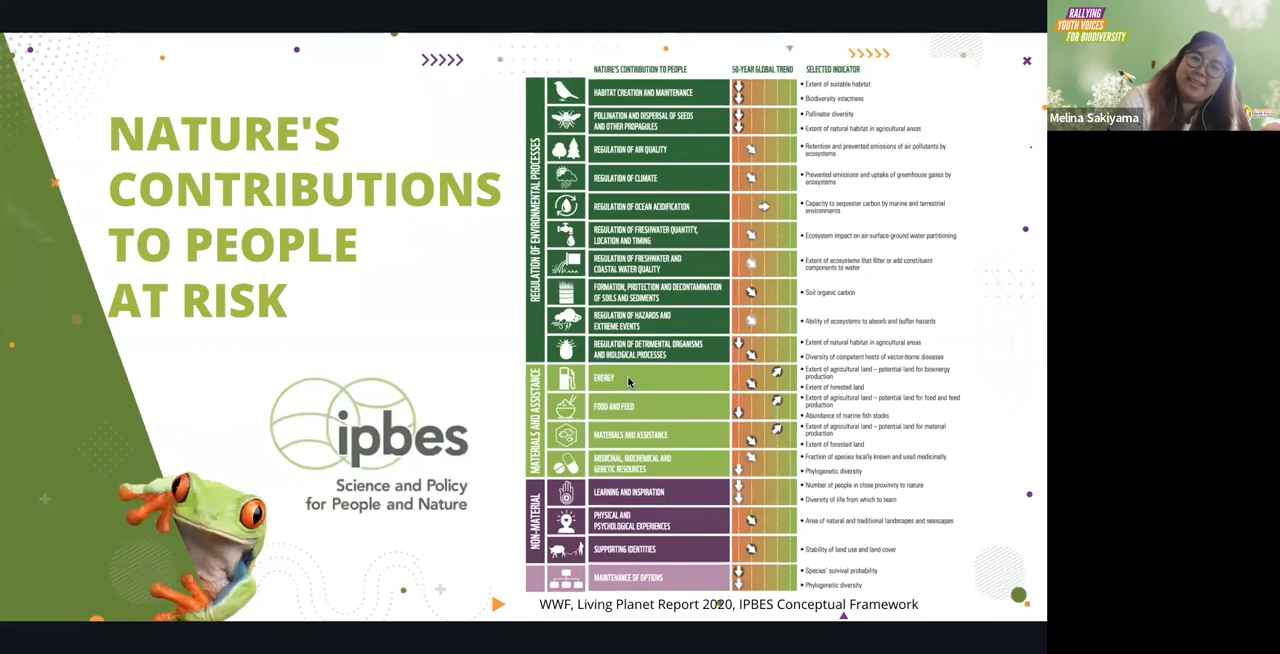 NATURE'S
CONTRIBUTIONS
TO PEOPLE
AT RISK
ipbes
Science and Policy
for People and Nature
NATURE'S CONTRIBUTION TO PEOPLE
50-YEAR GLOBAL TREND
SELECTED INDICATOR
REGULATION OF ENVIRONMENTAL PROCESSES
HABITAT CREATION AND MAINTENANCE
• Extent of suitable habitat
• Biodiversity intactness
POLLINATION AND DISPERSAL OF SEEDS
AND OTHER PROPAGULES
• Pollinator diversity
• Extent of natural habitat in agricultural areas
REGULATION OF AIR QUALITY
• Retention and prevented emissions of air pollutants by
ecosystems
REGULATION OF CLIMATE
• Prevented emissions and uptake of greenhouse gases by
ecosystems
REGULATION OF OCEAN ACIDIFICATION
• Capacity to sequester carbon by marine and terrestrial
environments
REGULATION OF FRESHWATER QUANTITY,
LOCATION AND TIMING
• Ecosystem impact on air-surface-ground water partitioning
REGULATION OF FRESHWATER AND
COASTAL WATER QUALITY
• Extent of ecosystems that filter or add constituent
components to water
FORMATION, PROTECTION AND DECONTAMINATION
OF SOILS AND SEDIMENTS
• Soil organic carbon
REGULATION OF HAZARDS AND
EXTREME EVENTS
• Ability of ecosystems to absorb and buffer hazards
REGULATION OF DETRIMENTAL ORGANISMS
AND BIOLOGICAL PROCESSES
• Extent of natural habitat in agricultural areas
• Diversity of competent hosts of vector-borne diseases
MATERIALS AND ASSISTANCE
ENERGY
• Extent of agricultural land – potential land for bioenergy
production
• Extent of forested land
FOOD AND FEED
• Extent of agricultural land – potential land for food and feed
production
• Abundance of marine fish stocks
MATERIALS AND ASSISTANCE
• Extent of agricultural land – potential land for material
production
• Extent of forested land
MEDICINAL, BIOCHEMICAL AND
GENETIC RESOURCES
• Fraction of species locally known and used medicinally
• Phylogenetic diversity
NON-MATERIAL
LEARNING AND INSPIRATION
• Number of people in close proximity to nature
• Diversity of life from which to learn
PHYSICAL AND
PSYCHOLOGICAL EXPERIENCES
• Area of natural and traditional landscapes and seascapes
SUPPORTING IDENTITIES
• Stability of land use and land cover
MAINTENANCE OF OPTIONS
• Species' survival probability
• Phylogenetic diversity
WWF, Living Planet Report 2020, IPBES Conceptual Framework
RALLYING
YOUTH VOICES
FOR BIODIVERSITY
Melina Sakiyama